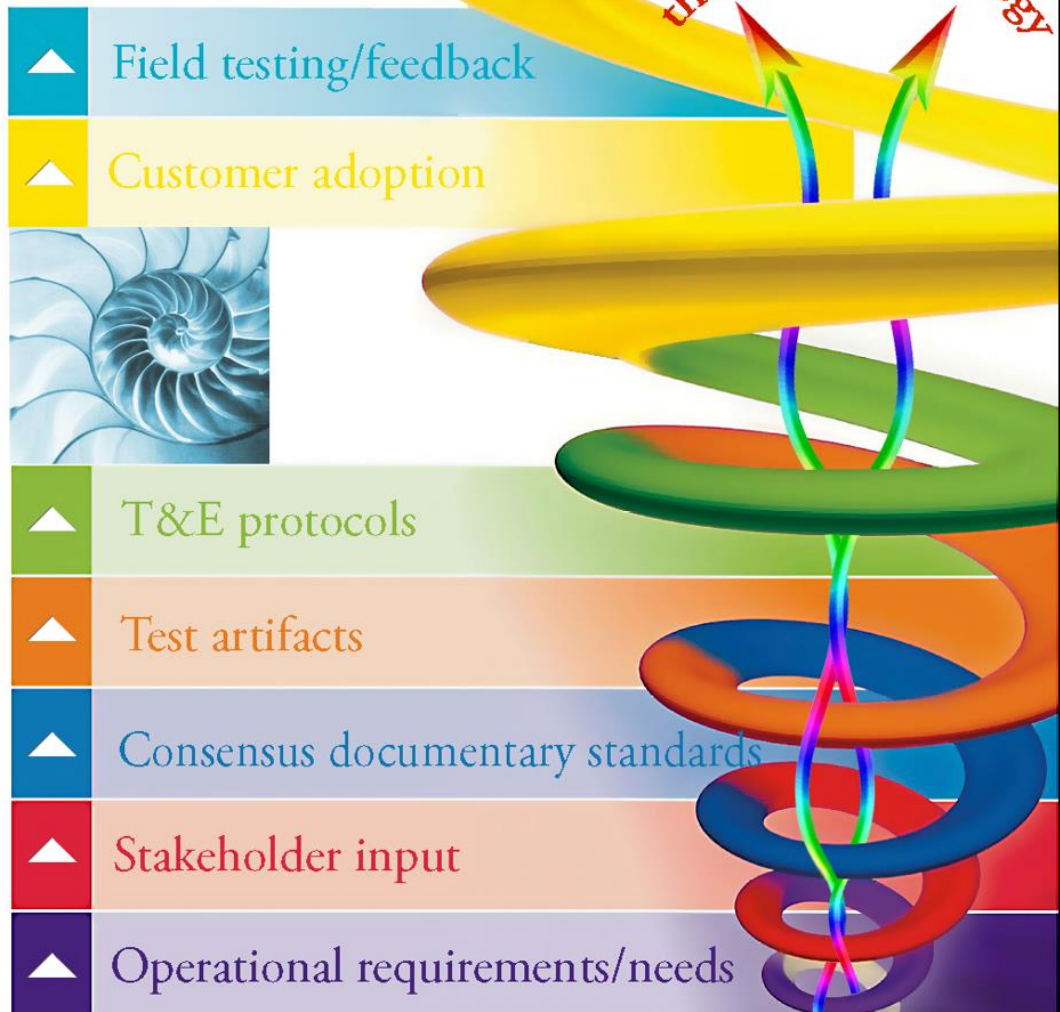 Field testing/feedback
Customer adoption
T&E protocols
Test artifacts
Consensus documentary standards
Stakeholder input
Operational requirements/needs